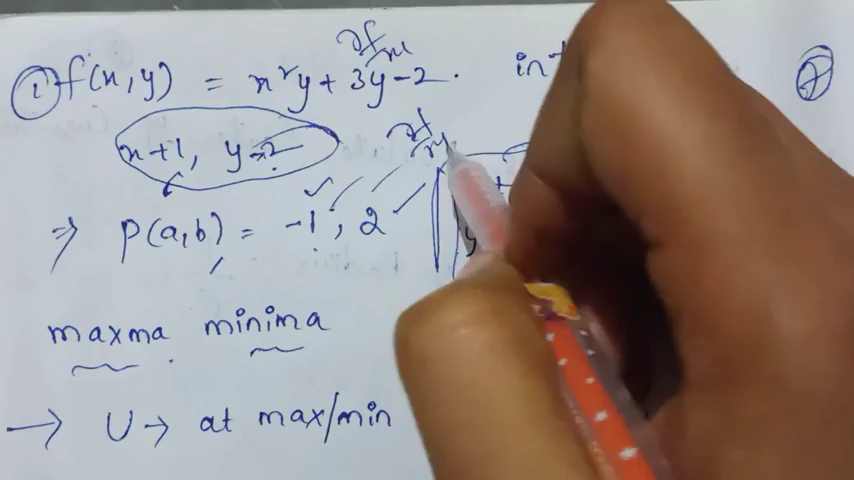 ∂f/∂x
① f(x,y) = x²y + 3y - 2. in
x+1, y-2
∂f/∂y
⇒ P(a,b) = -1, 2
maxma minima
→ U → at max/min